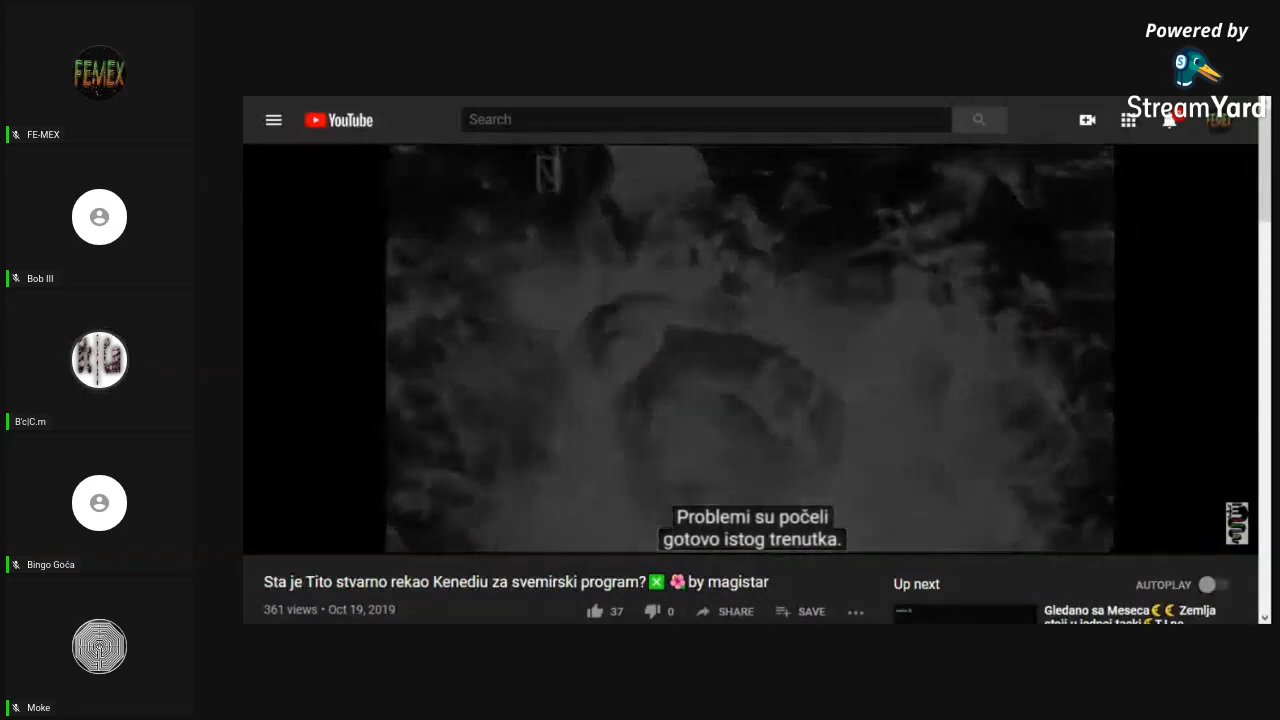 Powered by
StreamYard
FEMEX
FE-MEX
Bob III
B'c|C.m
Bingo Goća
Moke
YouTube
Search
N
Problemi su počeli
gotovo istog trenutka.
Sta je Tito stvarno rekao Kenediu za svemirski program?❎ 🌺by magistar
361 views • Oct 19, 2019
37
0
SHARE
SAVE
Up next
AUTOPLAY
Gledano sa Meseca🌜🌜Zemlja